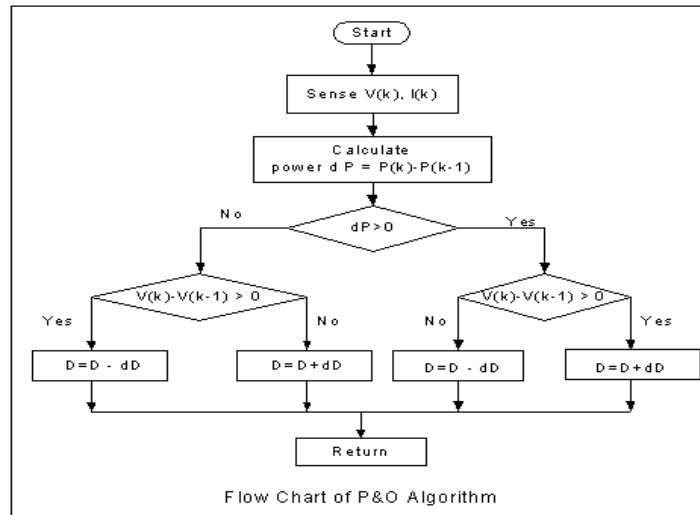 Start
Sense V(k), I(k)
Calculate
power d P = P(k)-P(k-1)
No
dP>0
Yes
V(k)-V(k-1) > 0
V(k)-V(k-1) > 0
Yes
No
No
Yes
D=D - dD
D=D+dD
D=D - dD
D=D+dD
Return
Flow Chart of P&O Algorithm